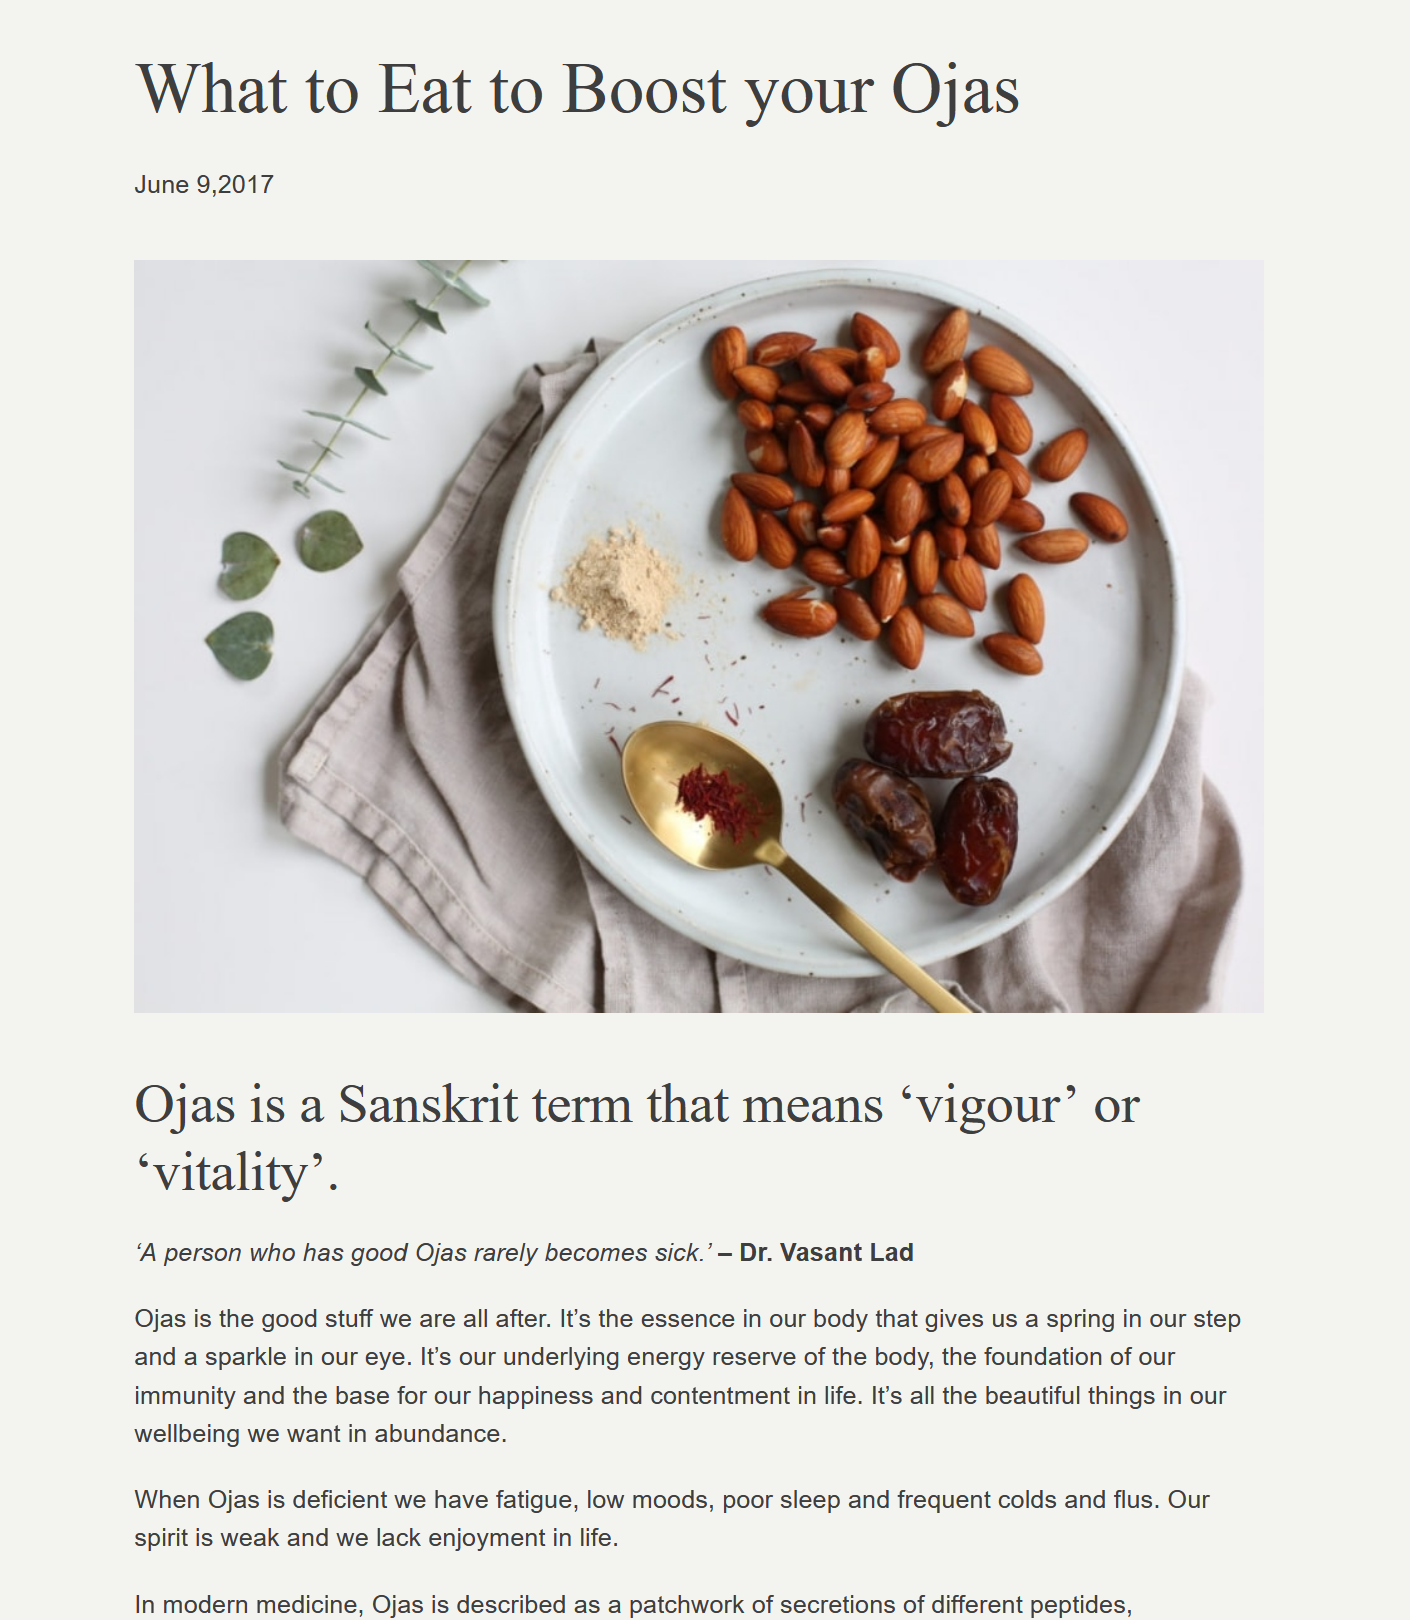 What to Eat to Boost your Ojas
June 9,2017
Ojas is a Sanskrit term that means ‘vigour’ or
‘vitality’.
‘A person who has good Ojas rarely becomes sick.’ – Dr. Vasant Lad
Ojas is the good stuff we are all after. It’s the essence in our body that gives us a spring in our step
and a sparkle in our eye. It’s our underlying energy reserve of the body, the foundation of our
immunity and the base for our happiness and contentment in life. It’s all the beautiful things in our
wellbeing we want in abundance.
When Ojas is deficient we have fatigue, low moods, poor sleep and frequent colds and flus. Our
spirit is weak and we lack enjoyment in life.
In modern medicine, Ojas is described as a patchwork of secretions of different peptides,